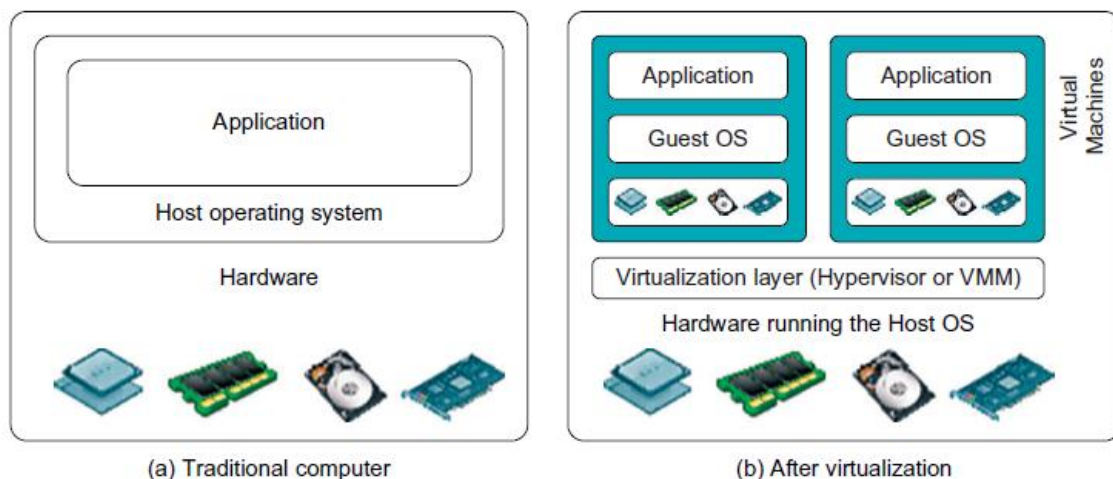 Application
Host operating system
Hardware
(a) Traditional computer
Application
Guest OS
Application
Guest OS
Virtual
Machines
Virtualization layer (Hypervisor or VMM)
Hardware running the Host OS
(b) After virtualization